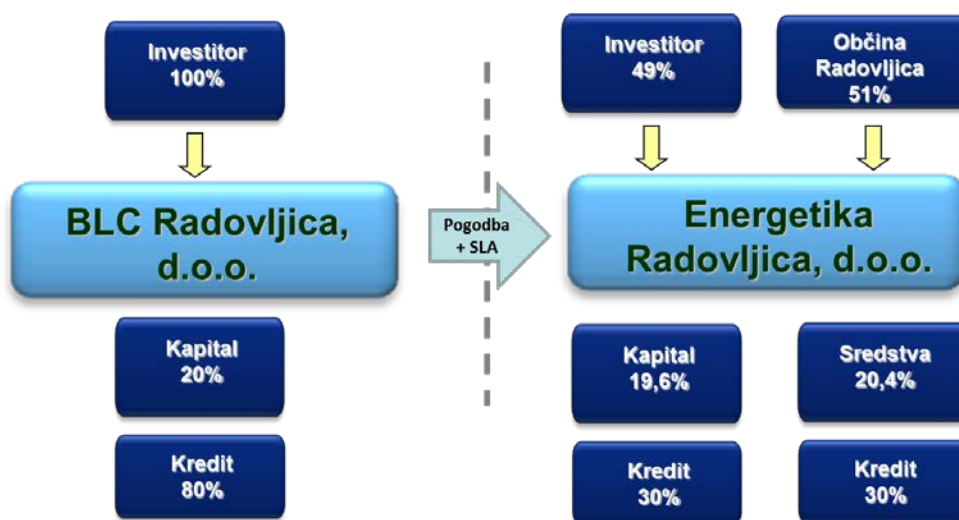 Investitor
100%
Investitor
49%
Občina
Radovljica
51%
BLC Radovljica,
d.o.o.
Pogodba
+ SLA
Energetika
Radovljica, d.o.o.
Kapital
20%
Kapital
19,6%
Sredstva
20,4%
Kredit
80%
Kredit
30%
Kredit
30%